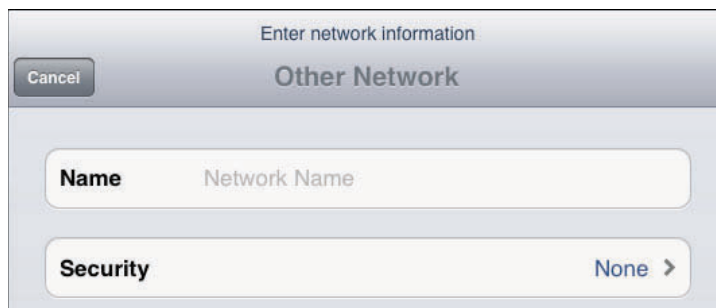 Enter network information
Cancel
Other Network
Name Network Name
Security None >